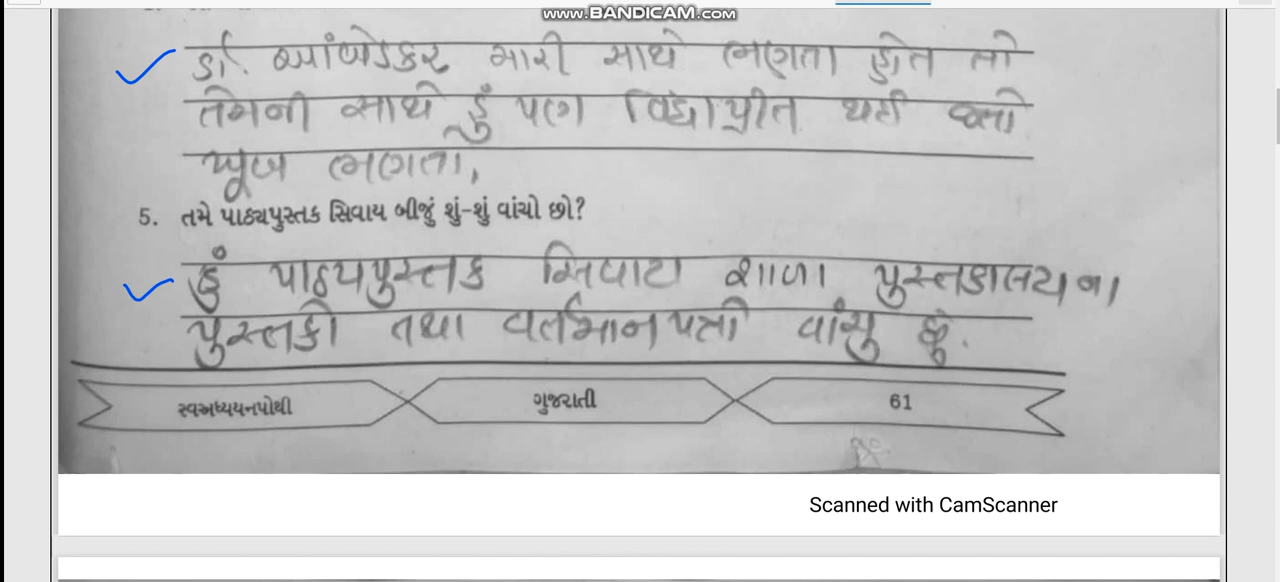 www.BANDICAM.com
ડૉ. આંબેડકર મારી સાથે ભણતા હોત તો
તેમની સાથે હું પણ વિદ્યાપ્રીત થઈ
ખૂબ ભણતા.
5. તમે પાઠ્યપુસ્તક સિવાય બીજું શું-શું વાંચો છો?
હું પાઠયપુસ્તક સિવાય શાળા પુસ્તકાલયના
પુસ્તકો તથા વર્તમાનપત્રો વાંચુ છું.
સ્વઅધ્યયનપોથી ગુજરાતી 61
Scanned with CamScanner